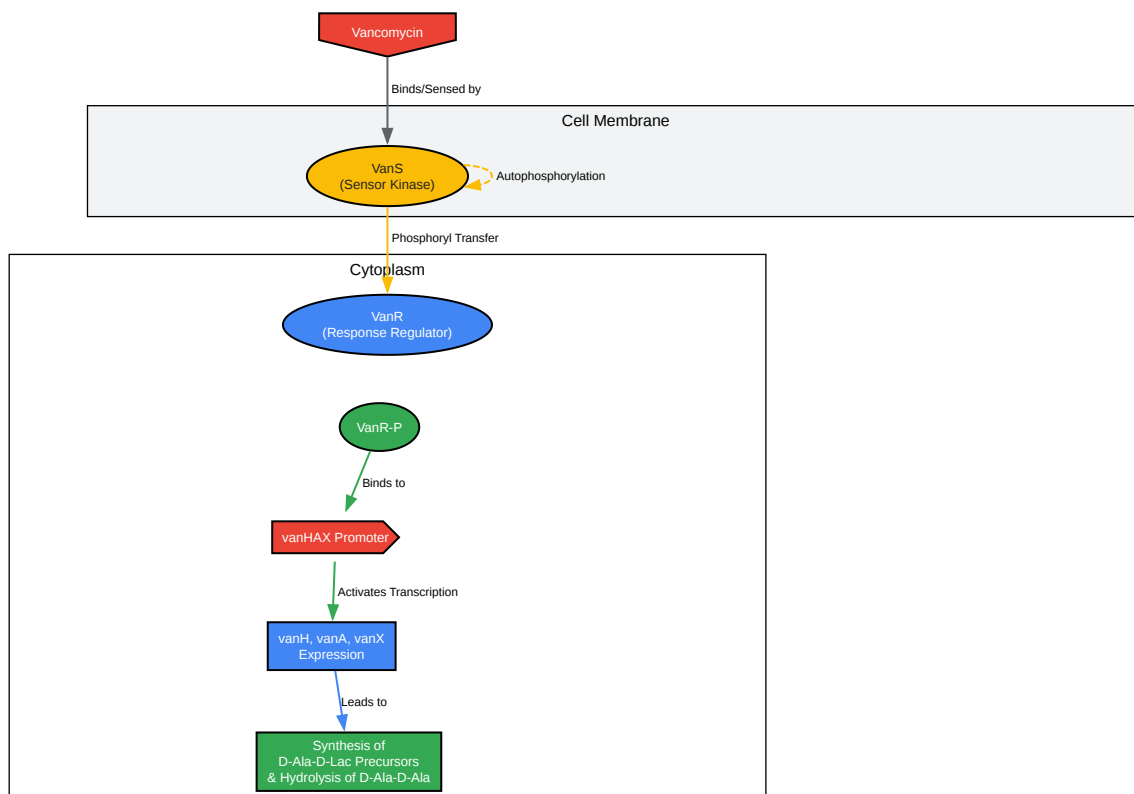 Vancomycin
Binds/Sensed by
Cell Membrane
VanS
(Sensor Kinase)
Autophosphorylation
Phosphoryl Transfer
Cytoplasm
VanR
(Response Regulator)
VanR-P
Binds to
vanHAX Promoter
Activates Transcription
vanH, vanA, vanX
Expression
Leads to
Synthesis of
D-Ala-D-Lac Precursors
& Hydrolysis of D-Ala-D-Ala